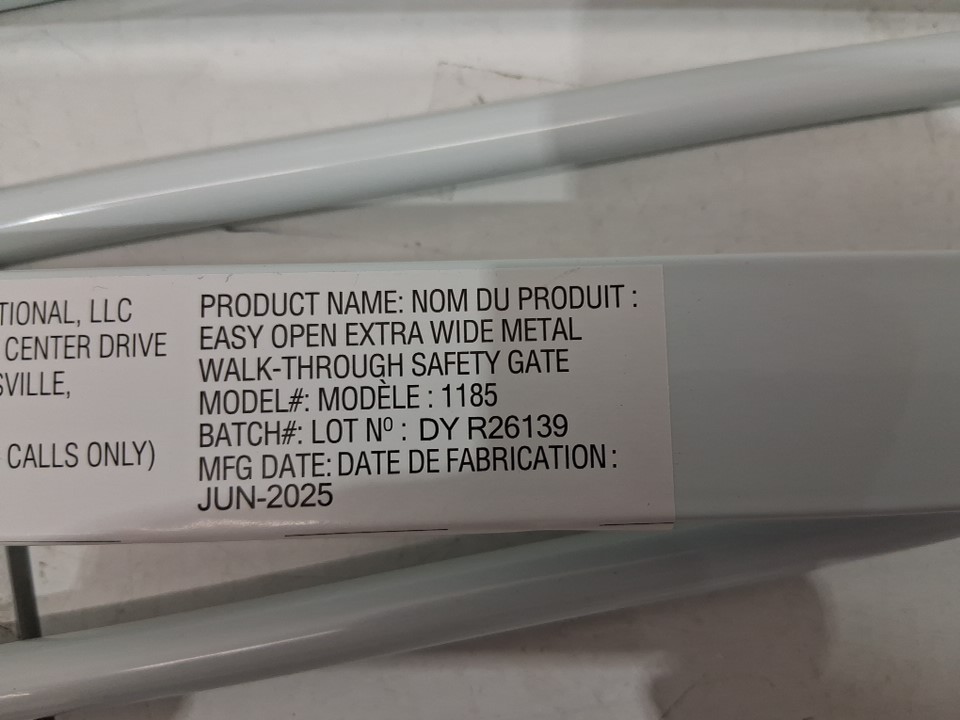 TIONAL, LLC
CENTER DRIVE
SVILLE,
CALLS ONLY)
PRODUCT NAME: NOM DU PRODUIT :
EASY OPEN EXTRA WIDE METAL
WALK-THROUGH SAFETY GATE
MODEL#: MODÈLE : 1185
BATCH#: LOT Nº : DY R26139
MFG DATE: DATE DE FABRICATION :
JUN-2025